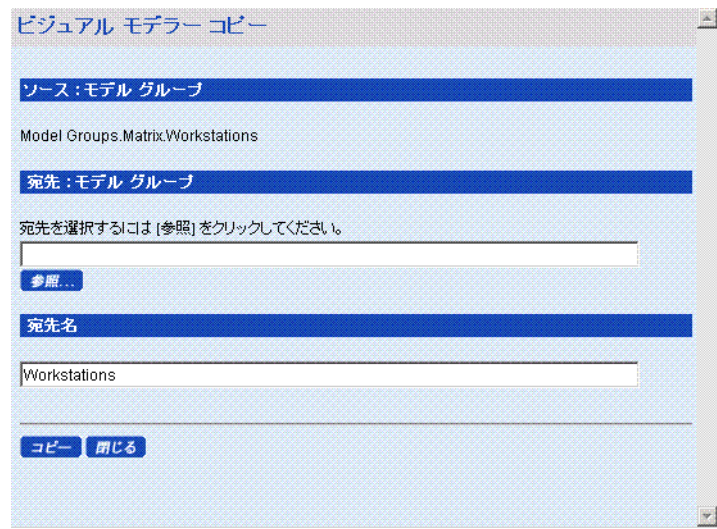 ビジュアル モデラー コピー
ソース : モデル グループ
Model Groups.Matrix.Workstations
宛先 : モデル グループ
宛先を選択するには [参照] をクリックしてください。
参照...
宛先名
Workstations
コピー 閉じる